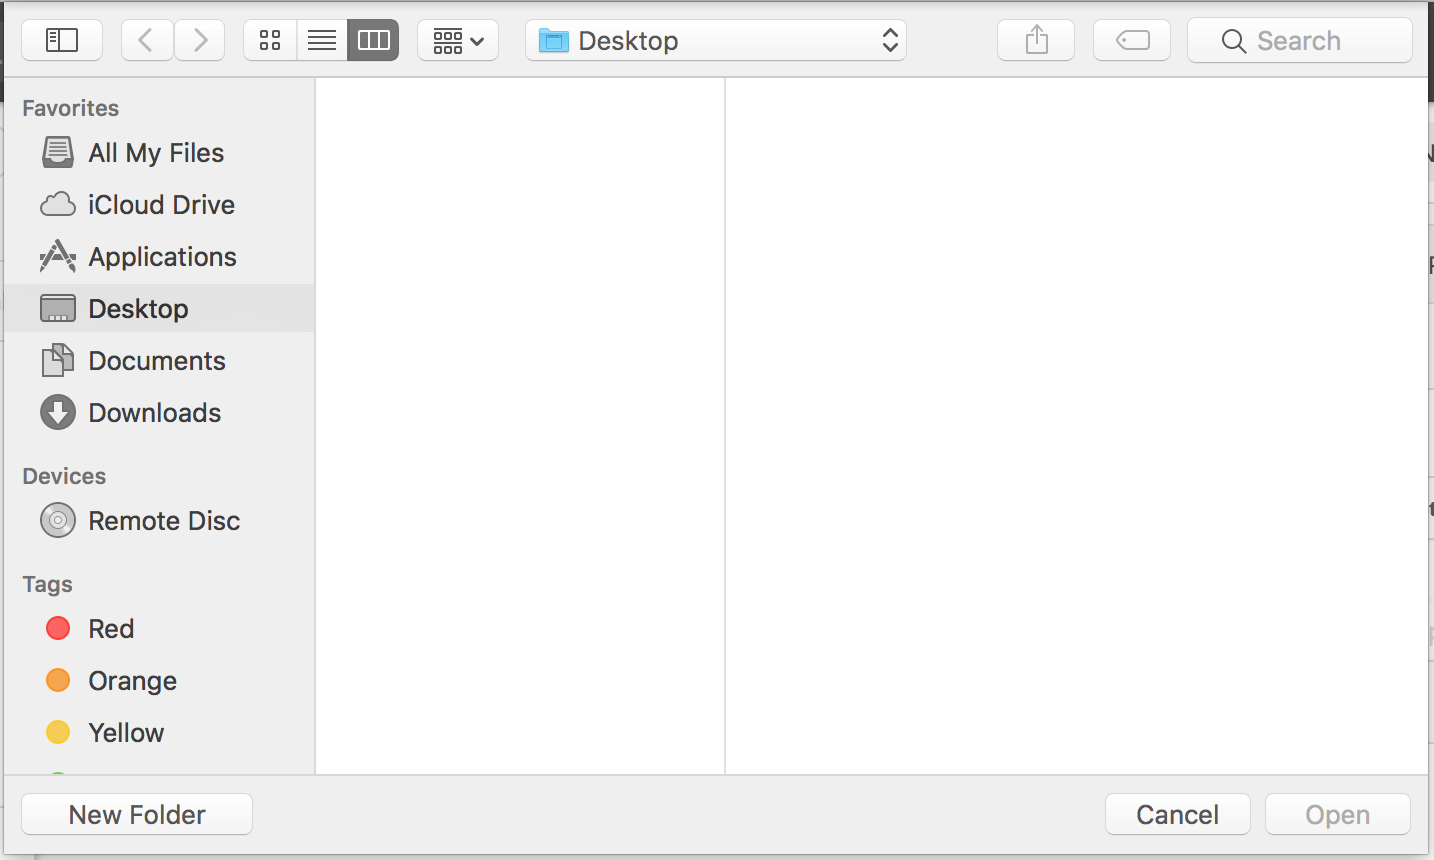 Desktop
Search
Favorites
All My Files
iCloud Drive
Applications
Desktop
Documents
Downloads
Devices
Remote Disc
Tags
Red
Orange
Yellow
New Folder
Cancel
Open